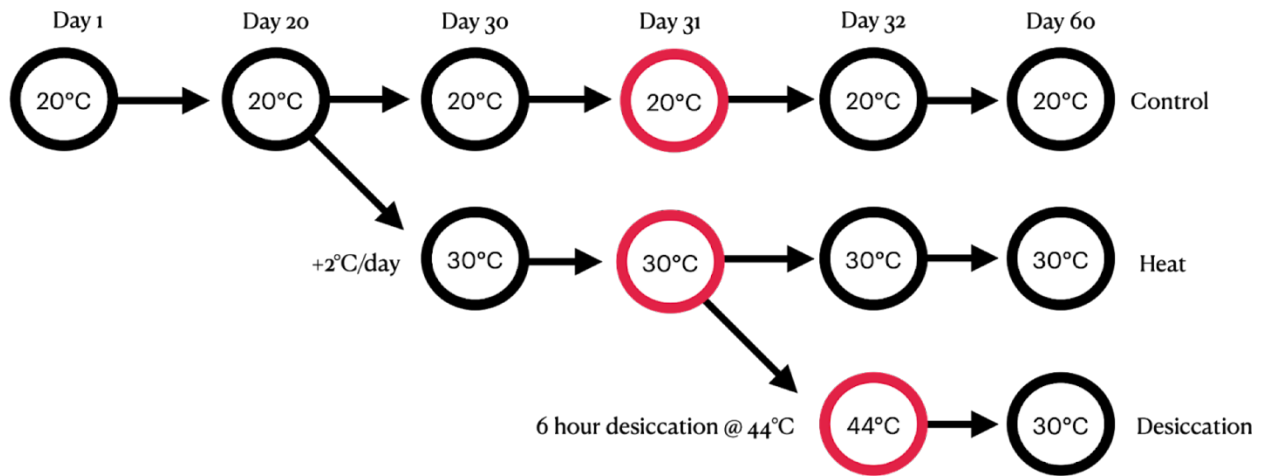 Day 1 Day 20 Day 30 Day 31 Day 32 Day 60
20°C 20°C 20°C 20°C 20°C 20°C Control
+2°C/day 30°C 30°C 30°C 30°C Heat
6 hour desiccation @ 44°C 44°C 30°C Desiccation